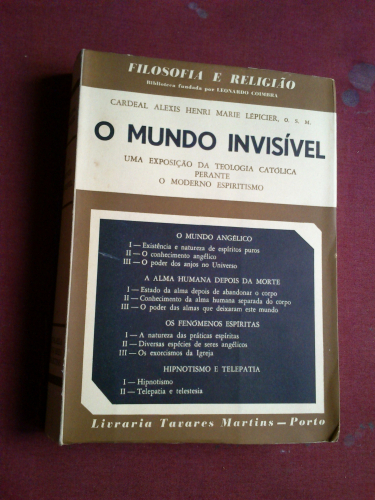 FILOSOFIA E RELIGIÃO
Biblioteca fundada por LEONARDO COIMBRA
CARDEAL ALEXIS HENRI MARIE LÉPICIER, O. S. M.
O MUNDO INVISÍVEL
UMA EXPOSIÇÃO DA TEOLOGIA CATÓLICA
PERANTE
O MODERNO ESPIRITISMO
O MUNDO ANGÉLICO
I — Existência e natureza de espíritos puros
II — O conhecimento angélico
III — O poder dos anjos no Universo
A ALMA HUMANA DEPOIS DA MORTE
I — Estado da alma depois de abandonar o corpo
II — Conhecimento da alma humana separada do corpo
III — O poder das almas que deixaram este mundo
OS FENOMENOS ESPÍRITAS
I — A natureza das práticas espíritas
II — Diversas espécies de seres angélicos
III — Os exorcismos da Igreja
HIPNOTISMO E TELEPATIA
I — Hipnotismo
II — Telepatia e telestesia
Livraria Tavares Martins — Porto